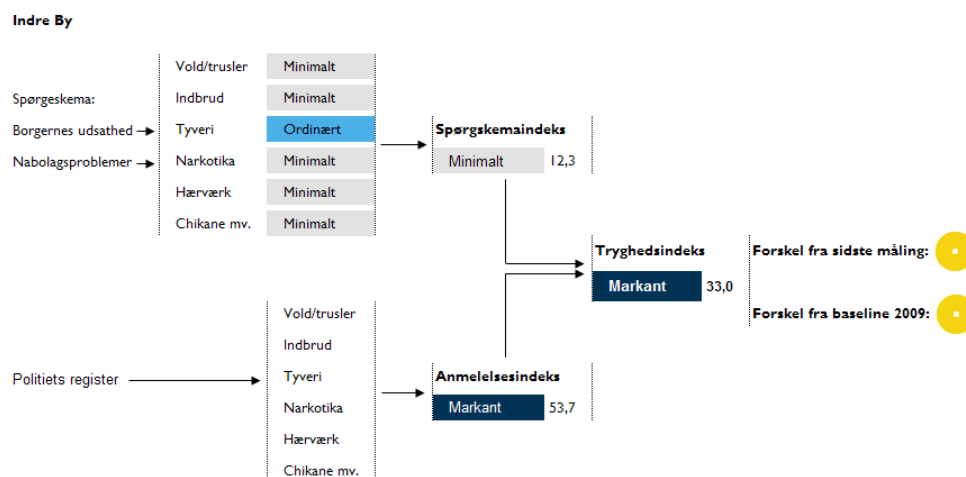 Indre By
Vold/trusler Minimalt
Spørgeskema: Indbrud Minimalt
Borgernes udsathed Tyveri Ordinært Spørgskemaindeks
Nabolagsproblemer Narkotika Minimalt Minimalt 12,3
Hærværk Minimalt
Chikane mv. Minimalt
Tryghedsindeks Forskel fra sidste måling:
Markant 33,0
Vold/trusler Forskel fra baseline 2009:
Indbrud
Politiets register Tyveri Anmelelsesindeks
Narkotika Markant 53,7
Hærværk
Chikane mv.